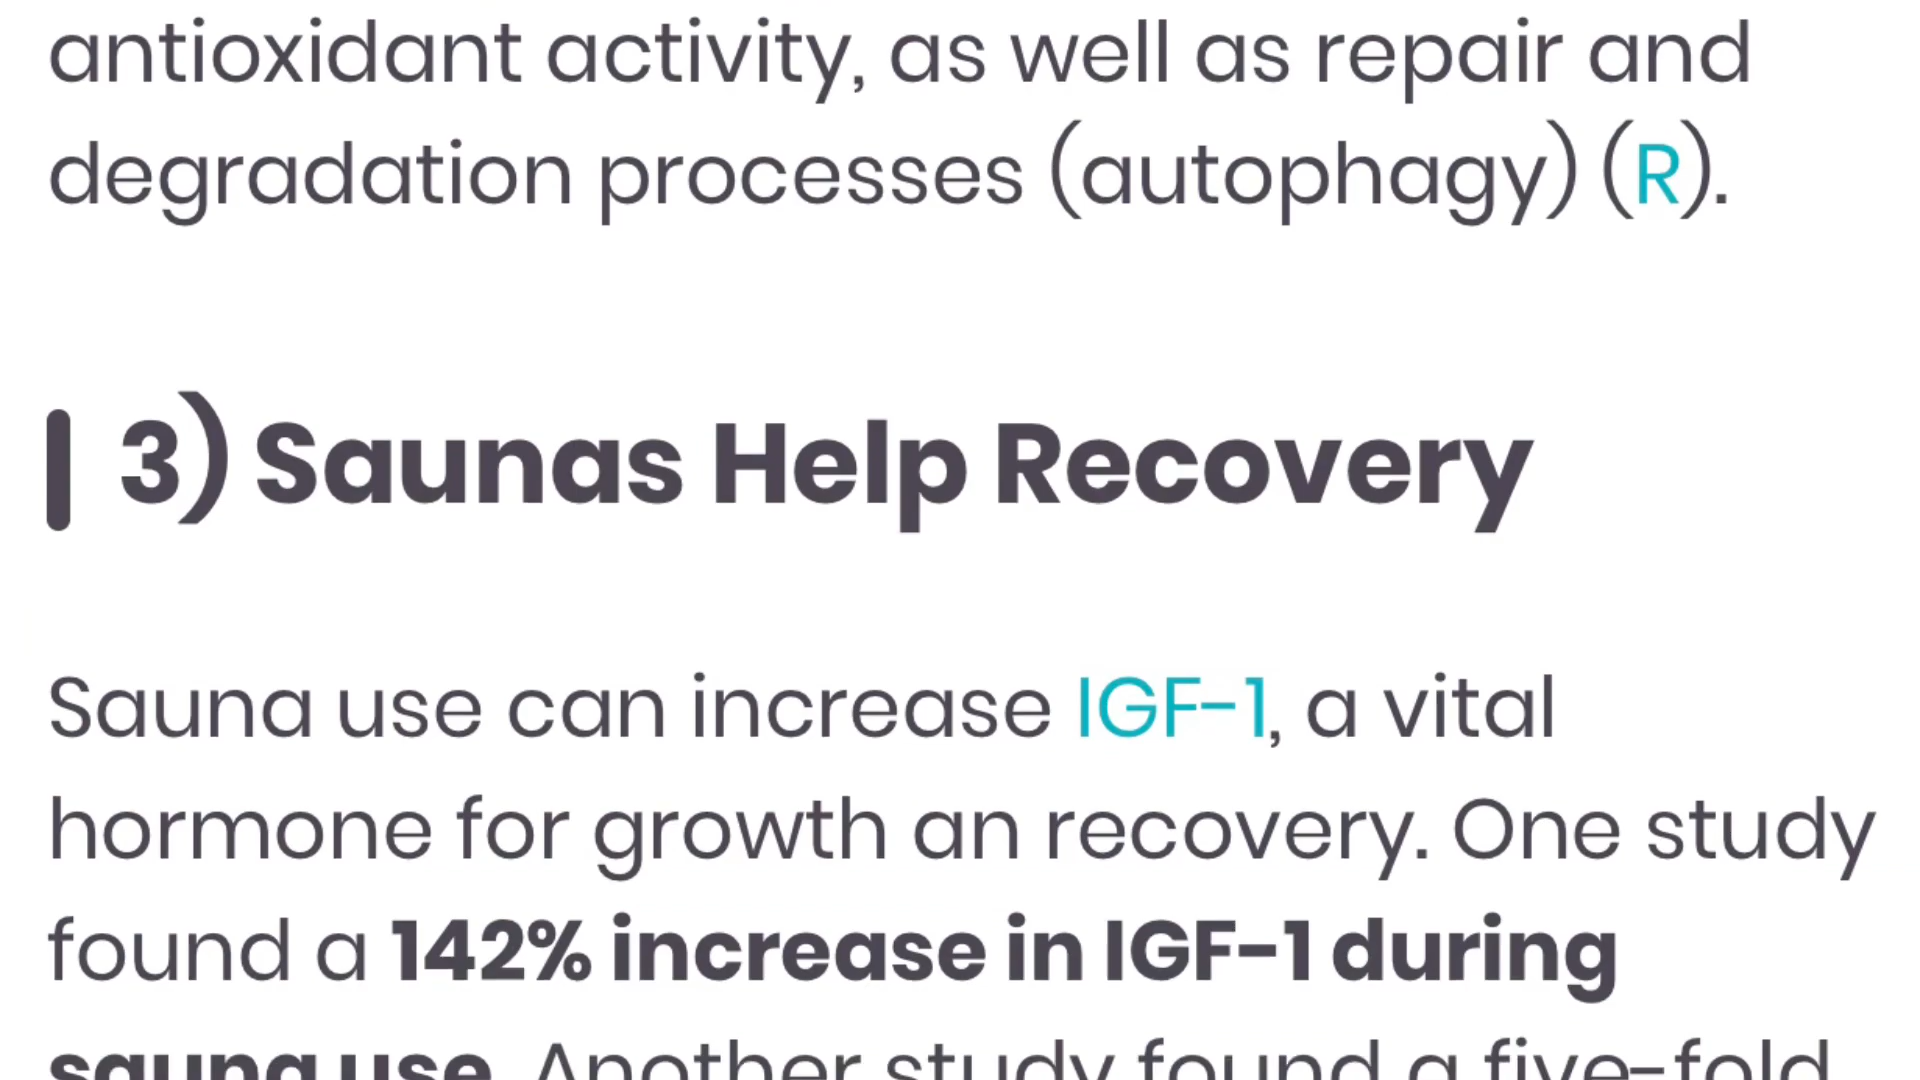 antioxidant activity, as well as repair and
degradation processes (autophagy) (R).
3) Saunas Help Recovery
Sauna use can increase IGF-1, a vital
hormone for growth an recovery. One study
found a 142% increase in IGF-1 during
sauna use. Another study found a five-fold